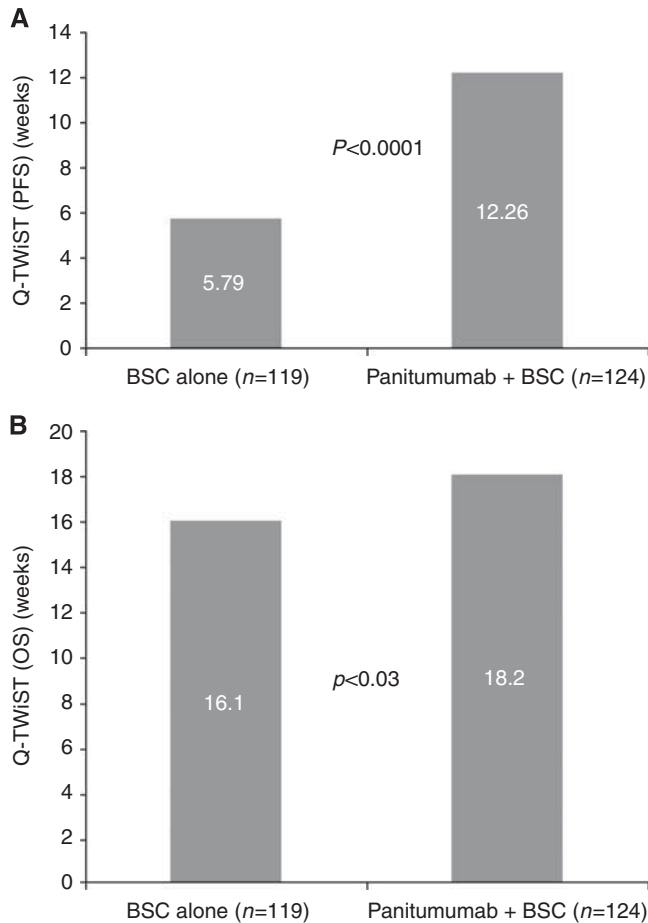 A
14
12
10
8
6
4
2
0
Q-TWiST (PFS) (weeks)
P<0.0001
5.79
12.26
BSC alone (n=119)
Panitumumab + BSC (n=124)
B
20
18
16
14
12
10
8
6
4
2
0
Q-TWiST (OS) (weeks)
p<0.03
16.1
18.2
BSC alone (n=119)
Panitumumab + BSC (n=124)